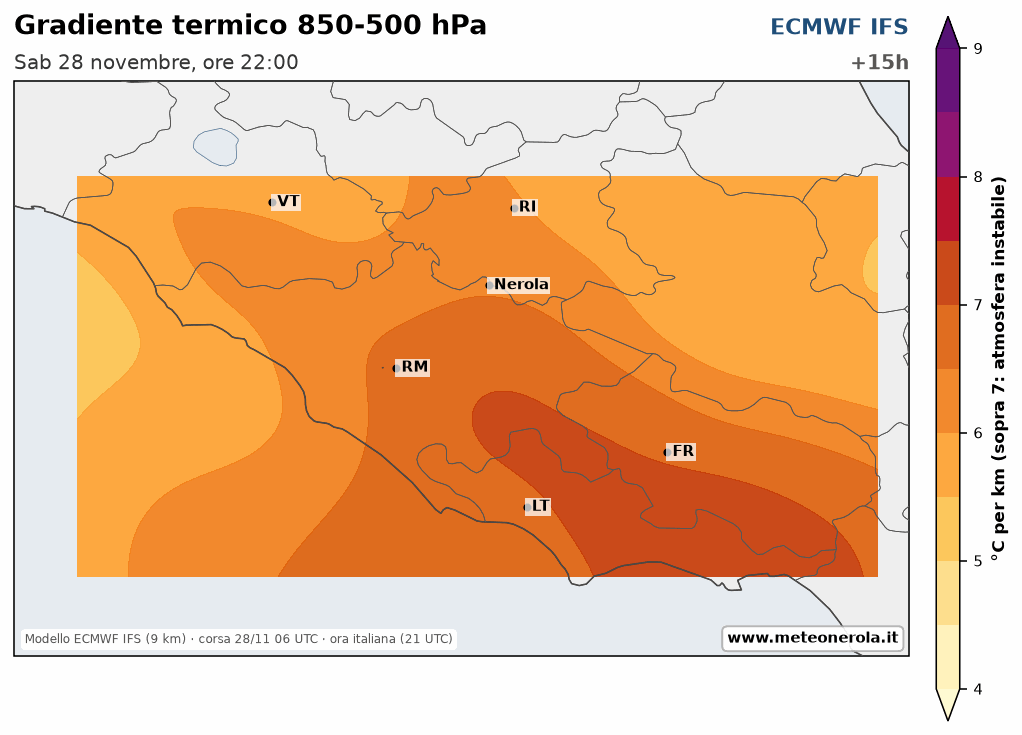 Gradiente termico 850-500 hPa
ECMWF IFS
Sab 28 novembre, ore 22:00
+15h
VT
RI
Nerola
RM
FR
LT
Modello ECMWF IFS (9 km) · corsa 28/11 06 UTC · ora italiana (21 UTC)
www.meteonerola.it
9
8
7
6
5
4
°C per km (sopra 7: atmosfera instabile)